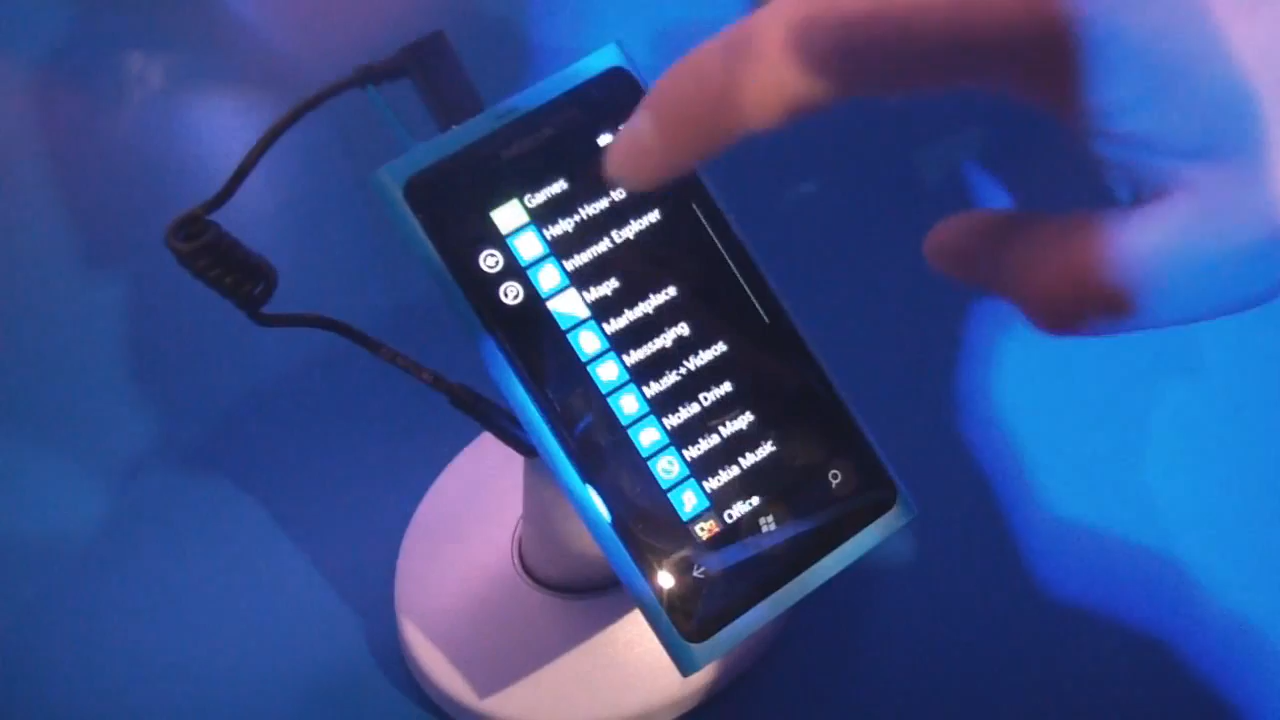 Games
Help+How-to
Internet Explorer
Maps
Marketplace
Messaging
Music+Videos
Nokia Drive
Nokia Maps
Nokia Music
Office